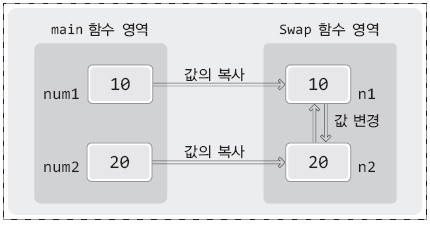 main 함수 영역 Swap 함수 영역
num1 10 값의 복사 10 n1
값 변경
num2 20 값의 복사 20 n2